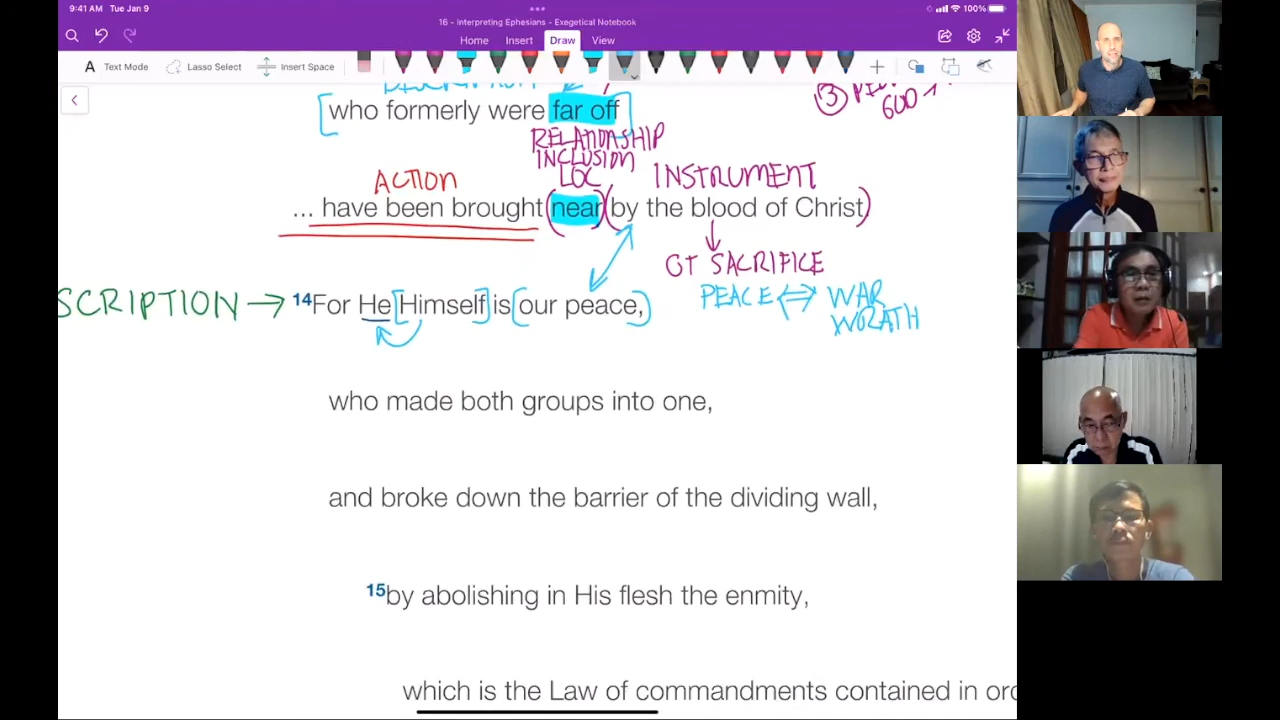 9:41 AM Tue Jan 9
100%
16 - Interpreting Ephesians - Exegetical Notebook
Home Insert Draw View
A Text Mode Lasso Select Insert Space
who formerly were far off
③
GOD
RELATIONSHIP
INCLUSION
LOC
ACTION
INSTRUMENT
... have been brought near by the blood of Christ
OT SACRIFICE
PEACE ⟺ WAR
WRATH
SCRIPTION → 14For He Himself is our peace,
who made both groups into one,
and broke down the barrier of the dividing wall,
15by abolishing in His flesh the enmity,
which is the Law of commandments contained in